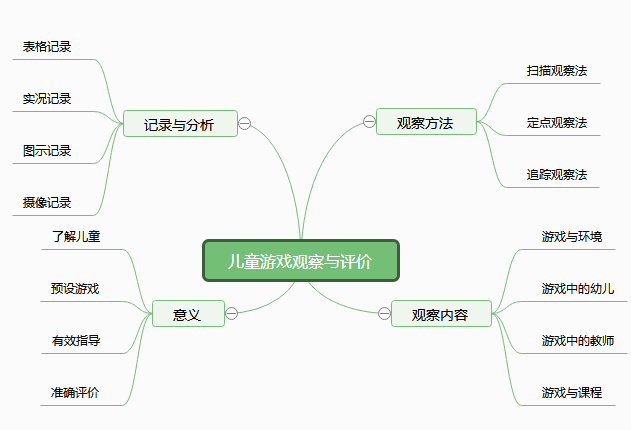 儿童游戏观察与评价
观察方法
扫描观察法
定点观察法
追踪观察法
观察内容
游戏与环境
游戏中的幼儿
游戏中的教师
游戏与课程
记录与分析
表格记录
实况记录
图示记录
摄像记录
意义
了解儿童
预设游戏
有效指导
准确评价